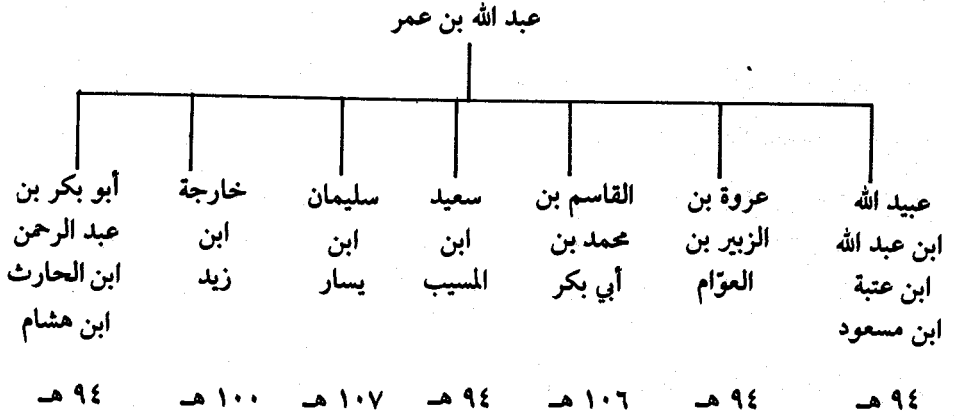 عبد الله بن عمر
عبيد الله
ابن عبد الله
ابن عتبة
ابن مسعود
٩٤ هـ
عروة بن
الزبير بن
العوّام
٩٤ هـ
القاسم بن
محمد بن
أبي بكر
١٠٦ هـ
سعيد
ابن
المسيب
٩٤ هـ
سليمان
ابن
يسار
١٠٧ هـ
خارجة
ابن
زيد
١٠٠ هـ
أبو بكر بن
عبد الرحمن
ابن الحارث
ابن هشام
٩٤ هـ